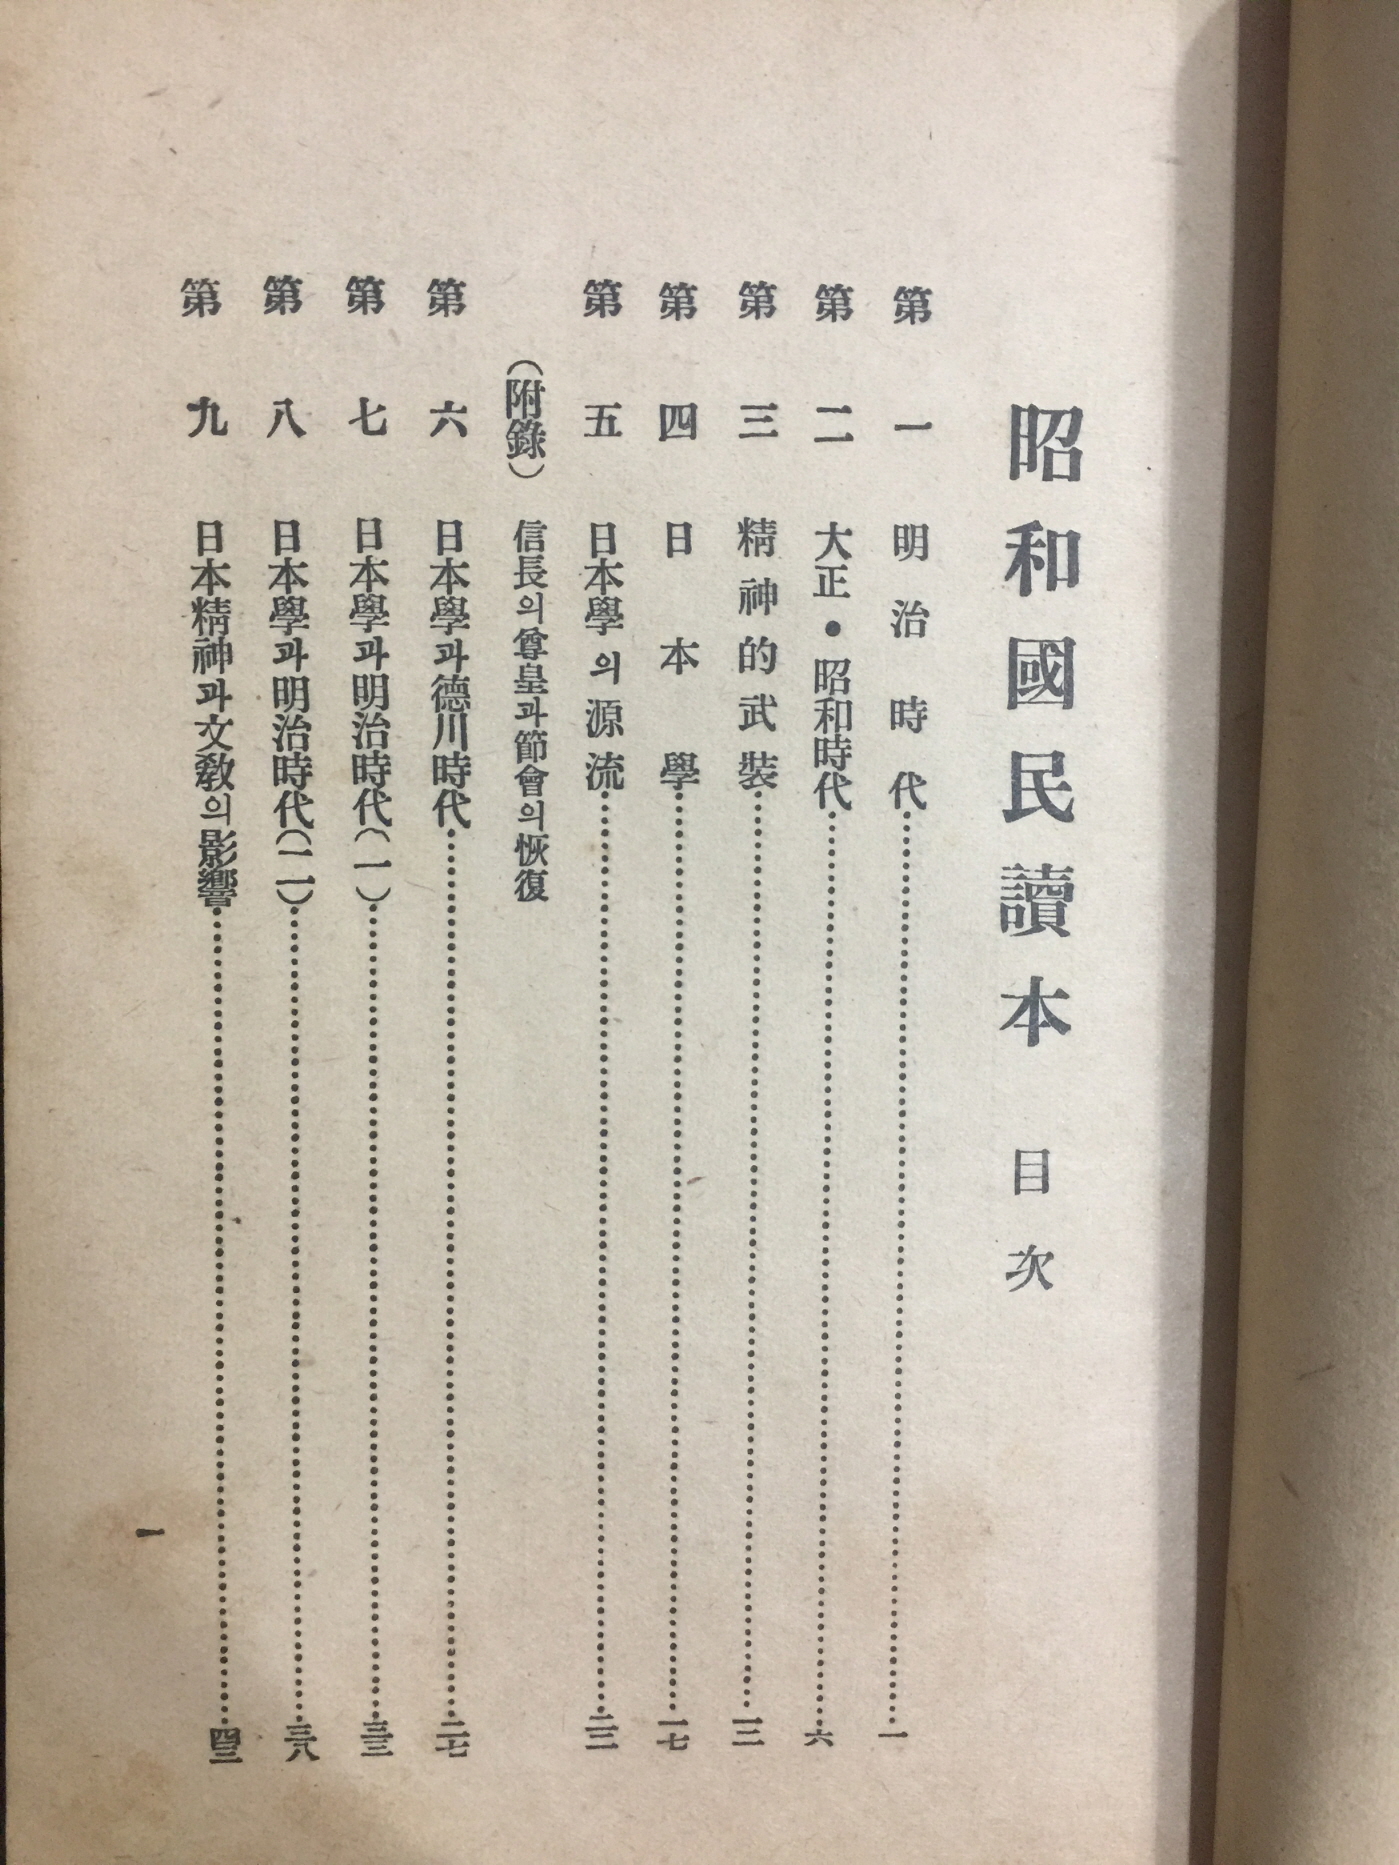 昭和國民讀本 目次
第一 明治時代……一
第二 大正・昭和時代……六
第三 精神的武裝……一三
第四 日本學……一七
第五 日本學의源流……二三
(附錄) 信長의尊皇과節會의恢復
第六 日本學과德川時代……二七
第七 日本學과明治時代(一)……三三
第八 日本學과明治時代(二)……三八
第九 日本精神과文敎의影響……四三
一